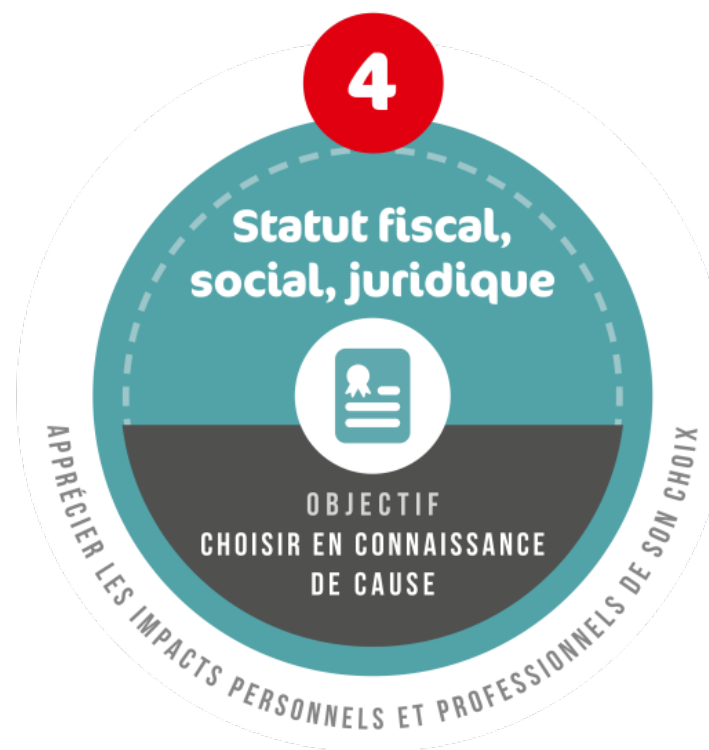 4
Statut fiscal,
social, juridique
OBJECTIF
CHOISIR EN CONNAISSANCE
DE CAUSE
APPRÉCIER LES IMPACTS PERSONNELS ET PROFESSIONNELS DE SON CHOIX